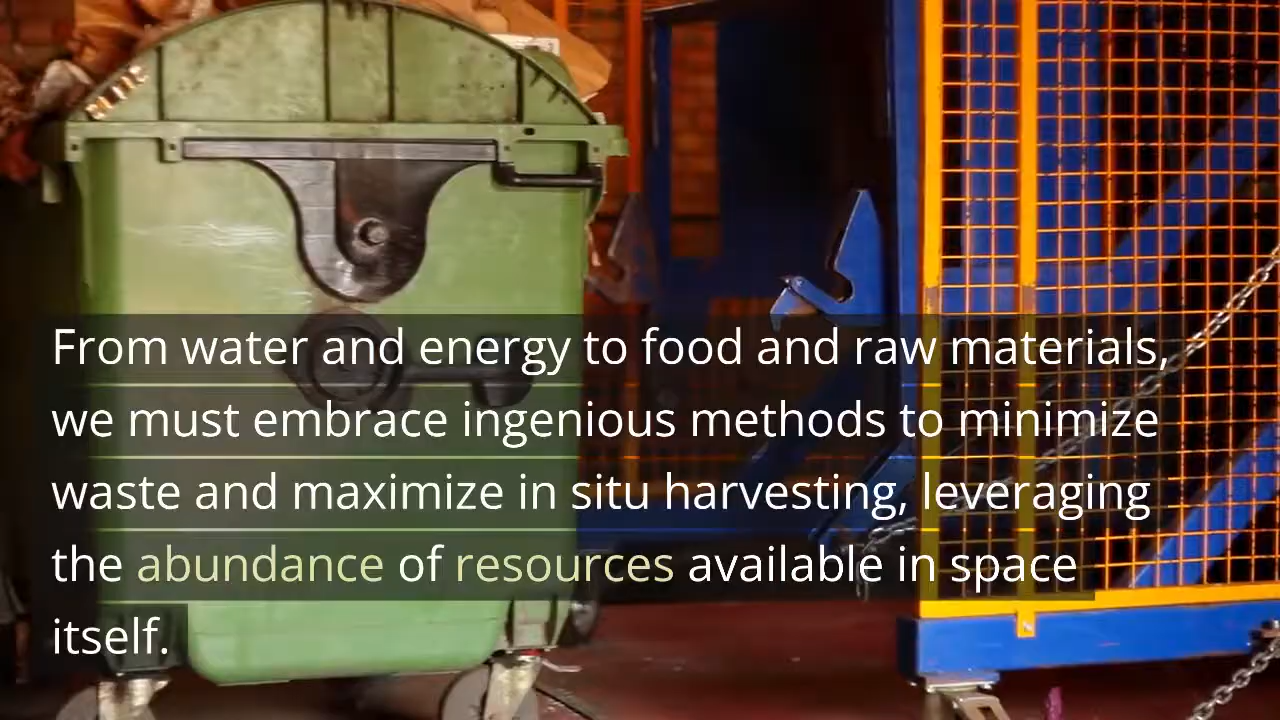 From water and energy to food and raw materials,
we must embrace ingenious methods to minimize
waste and maximize in situ harvesting, leveraging
the abundance of resources available in space
itself.